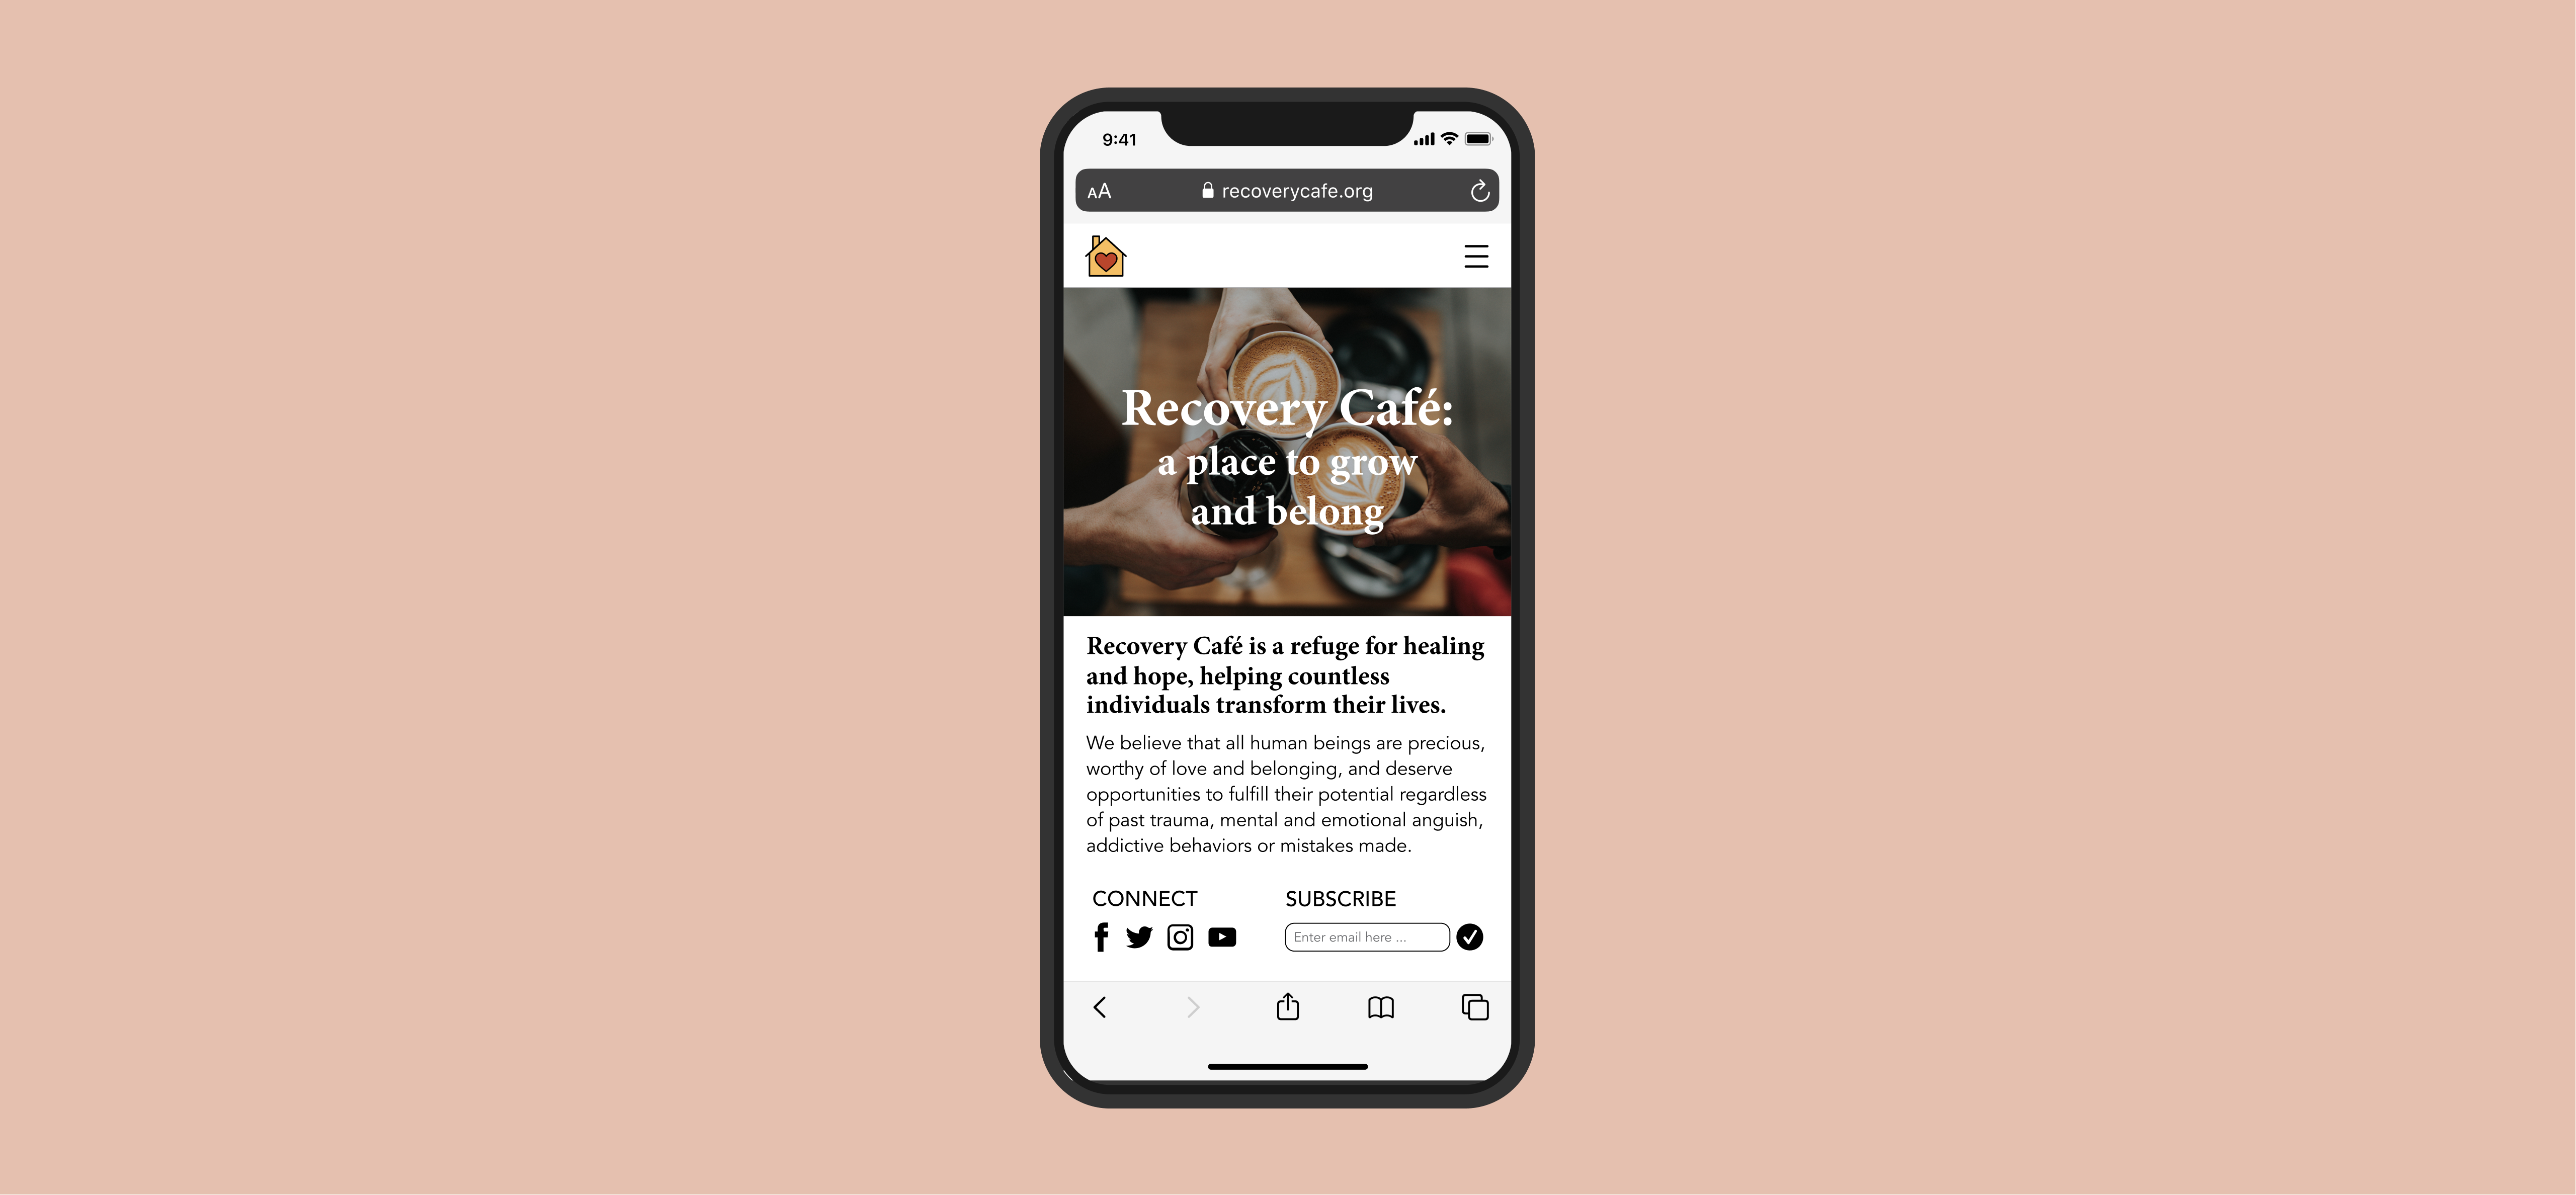 9:41
AA recoverycafe.org
Recovery Café:
a place to grow
and belong
Recovery Café is a refuge for healing
and hope, helping countless
individuals transform their lives.
We believe that all human beings are precious,
worthy of love and belonging, and deserve
opportunities to fulfill their potential regardless
of past trauma, mental and emotional anguish,
addictive behaviors or mistakes made.
CONNECT
SUBSCRIBE
Enter email here ...